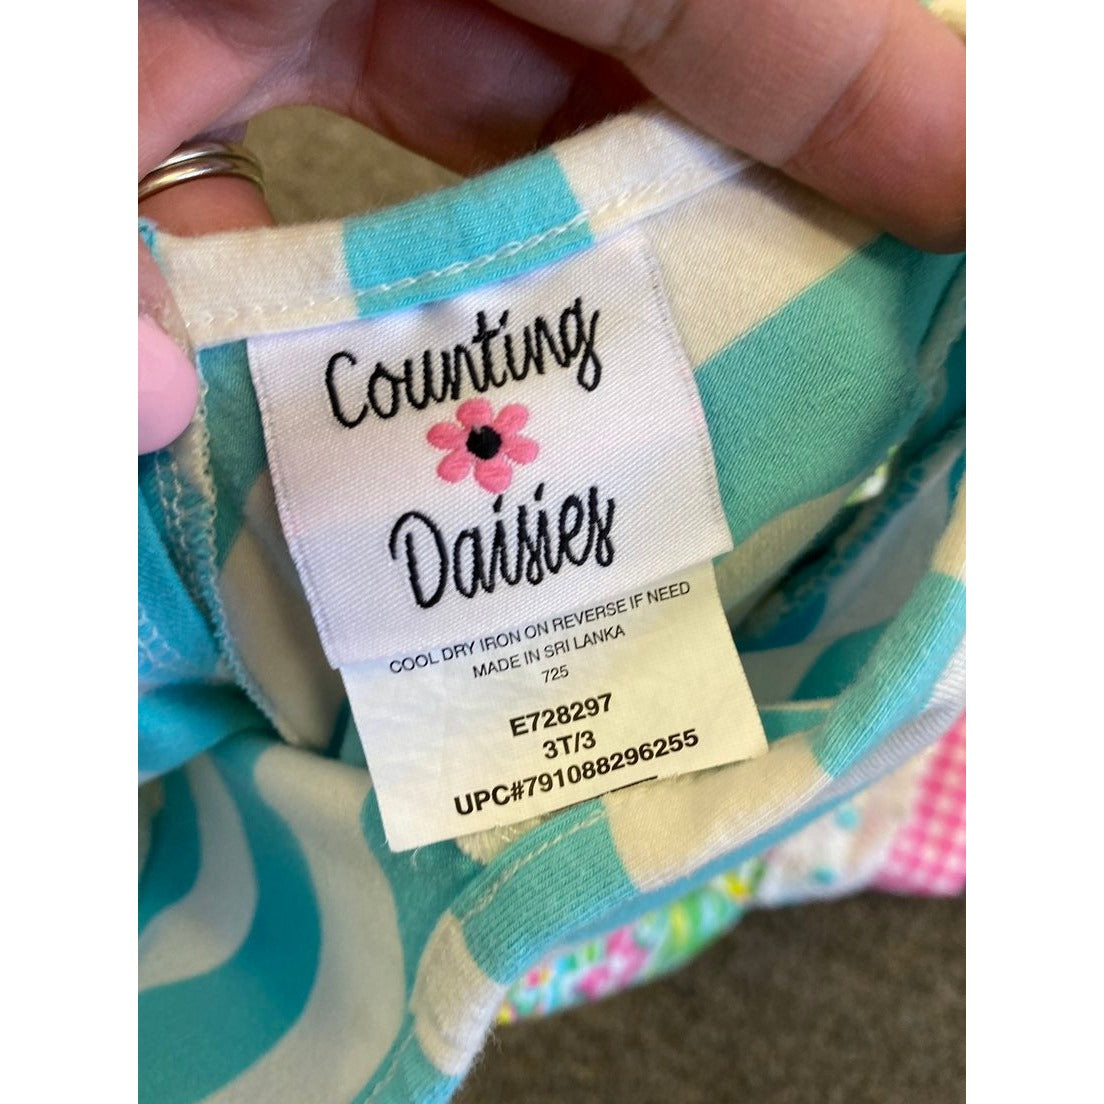 Counting
Daisies
COOL DRY IRON ON REVERSE IF NEED
MADE IN SRI LANKA
725
E728297
3T/3
UPC#791088296255